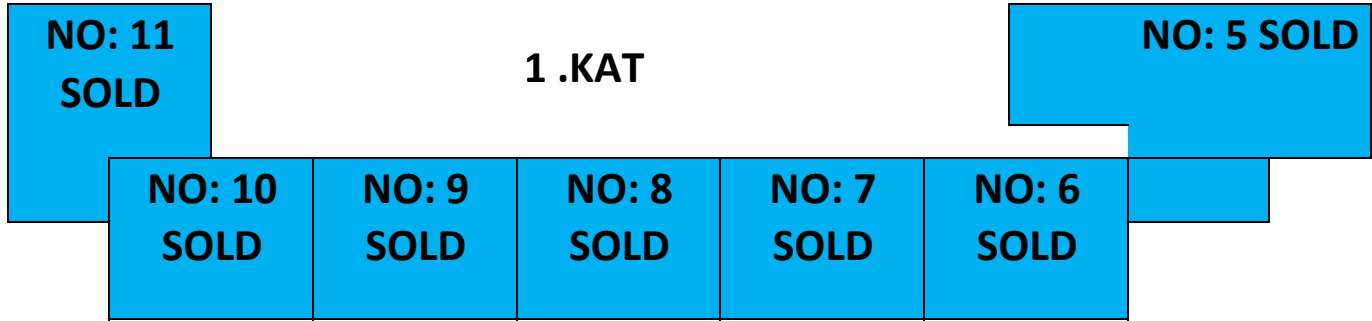 NO: 11
SOLD
1 .KAT
NO: 5 SOLD
NO: 10
SOLD
NO: 9
SOLD
NO: 8
SOLD
NO: 7
SOLD
NO: 6
SOLD